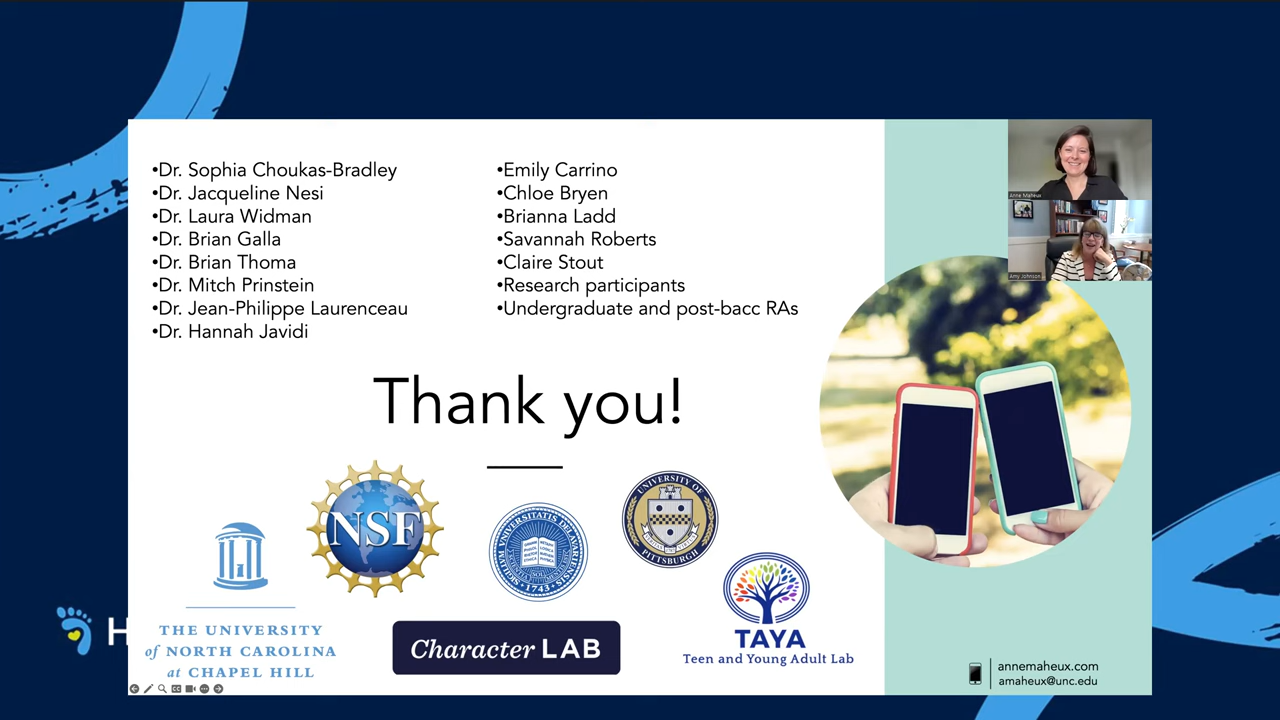 •Dr. Sophia Choukas-Bradley
•Dr. Jacqueline Nesi
•Dr. Laura Widman
•Dr. Brian Galla
•Dr. Brian Thoma
•Dr. Mitch Prinstein
•Dr. Jean-Philippe Laurenceau
•Dr. Hannah Javidi
•Emily Carrino
•Chloe Bryen
•Brianna Ladd
•Savannah Roberts
•Claire Stout
•Research participants
•Undergraduate and post-bacc RAs
Anne Maheux
Amy Johnson
Thank you!
NSF
1743
UNIVERSITY OF
PITTSBURGH
H
THE UNIVERSITY
of NORTH CAROLINA
at CHAPEL HILL
Character LAB
TAYA
Teen and Young Adult Lab
annemaheux.com
amaheux@unc.edu